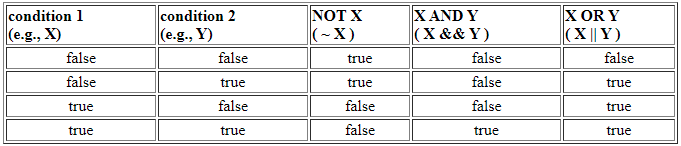 condition 1 condition 2 NOT X X AND Y X OR Y
(e.g., X) (e.g., Y) ( ~ X ) ( X && Y ) ( X || Y )
false false true false false
false true true false true
true false false false true
true true false true true